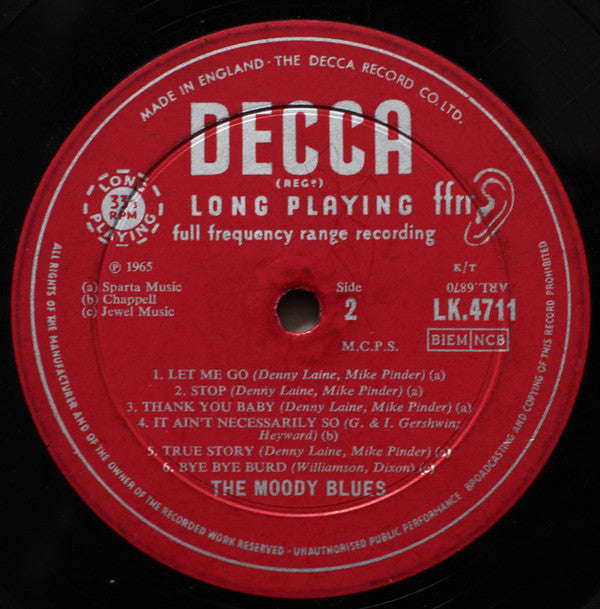 MADE IN ENGLAND · THE DECCA RECORD CO. LTD.
DECCA
(REGD)
LONG PLAYING ffrr
full frequency range recording
LONG PLAYING
33⅓
RPM
℗ 1965
K/T
ARL.6670
(a) Sparta Music
(b) Chappell
(c) Jewel Music
Side
2
LK.4711
M.C.P.S.
BIEM NCB
1. LET ME GO (Denny Laine, Mike Pinder) (a)
2. STOP (Denny Laine, Mike Pinder) (a)
3. THANK YOU BABY (Denny Laine, Mike Pinder) (a)
4. IT AIN'T NECESSARILY SO (G. & I. Gershwin;
Heyward) (b)
5. TRUE STORY (Denny Laine, Mike Pinder) (a)
6. BYE BYE BURD (Williamson, Dixon) (c)
THE MOODY BLUES
ALL RIGHTS OF THE MANUFACTURER AND OF THE OWNER OF THE RECORDED WORK RESERVED · UNAUTHORISED PUBLIC PERFORMANCE BROADCASTING AND COPYING OF THIS RECORD PROHIBITED